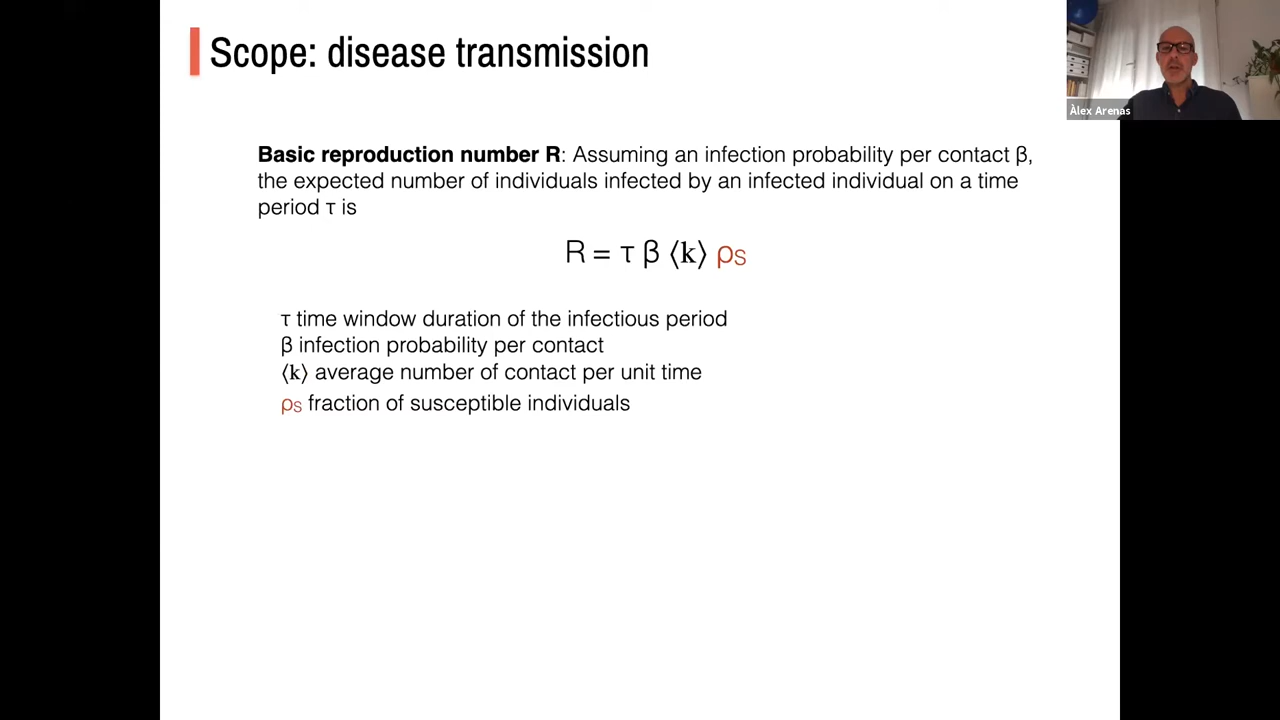 Scope: disease transmission
Àlex Arenas
Basic reproduction number R: Assuming an infection probability per contact β,
the expected number of individuals infected by an infected individual on a time
period τ is
R = τ β ⟨k⟩ ρS
τ time window duration of the infectious period
β infection probability per contact
⟨k⟩ average number of contact per unit time
ρS fraction of susceptible individuals